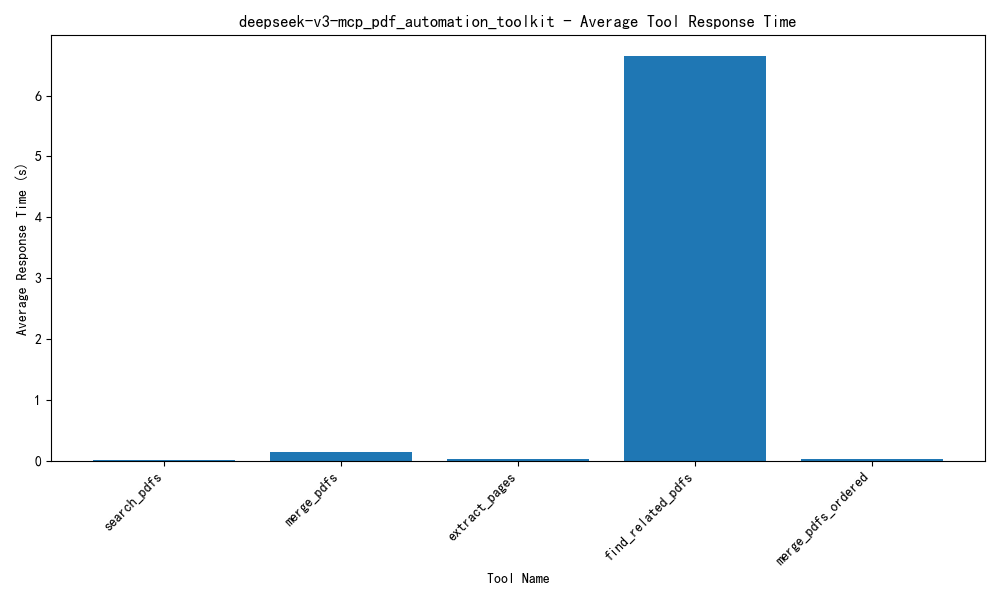 deepseek-v3-mcp_pdf_automation_toolkit - Average Tool Response Time
Average Response Time (s)
6
5
4
3
2
1
0
search_pdfs
merge_pdfs
extract_pages
find_related_pdfs
merge_pdfs_ordered
Tool Name